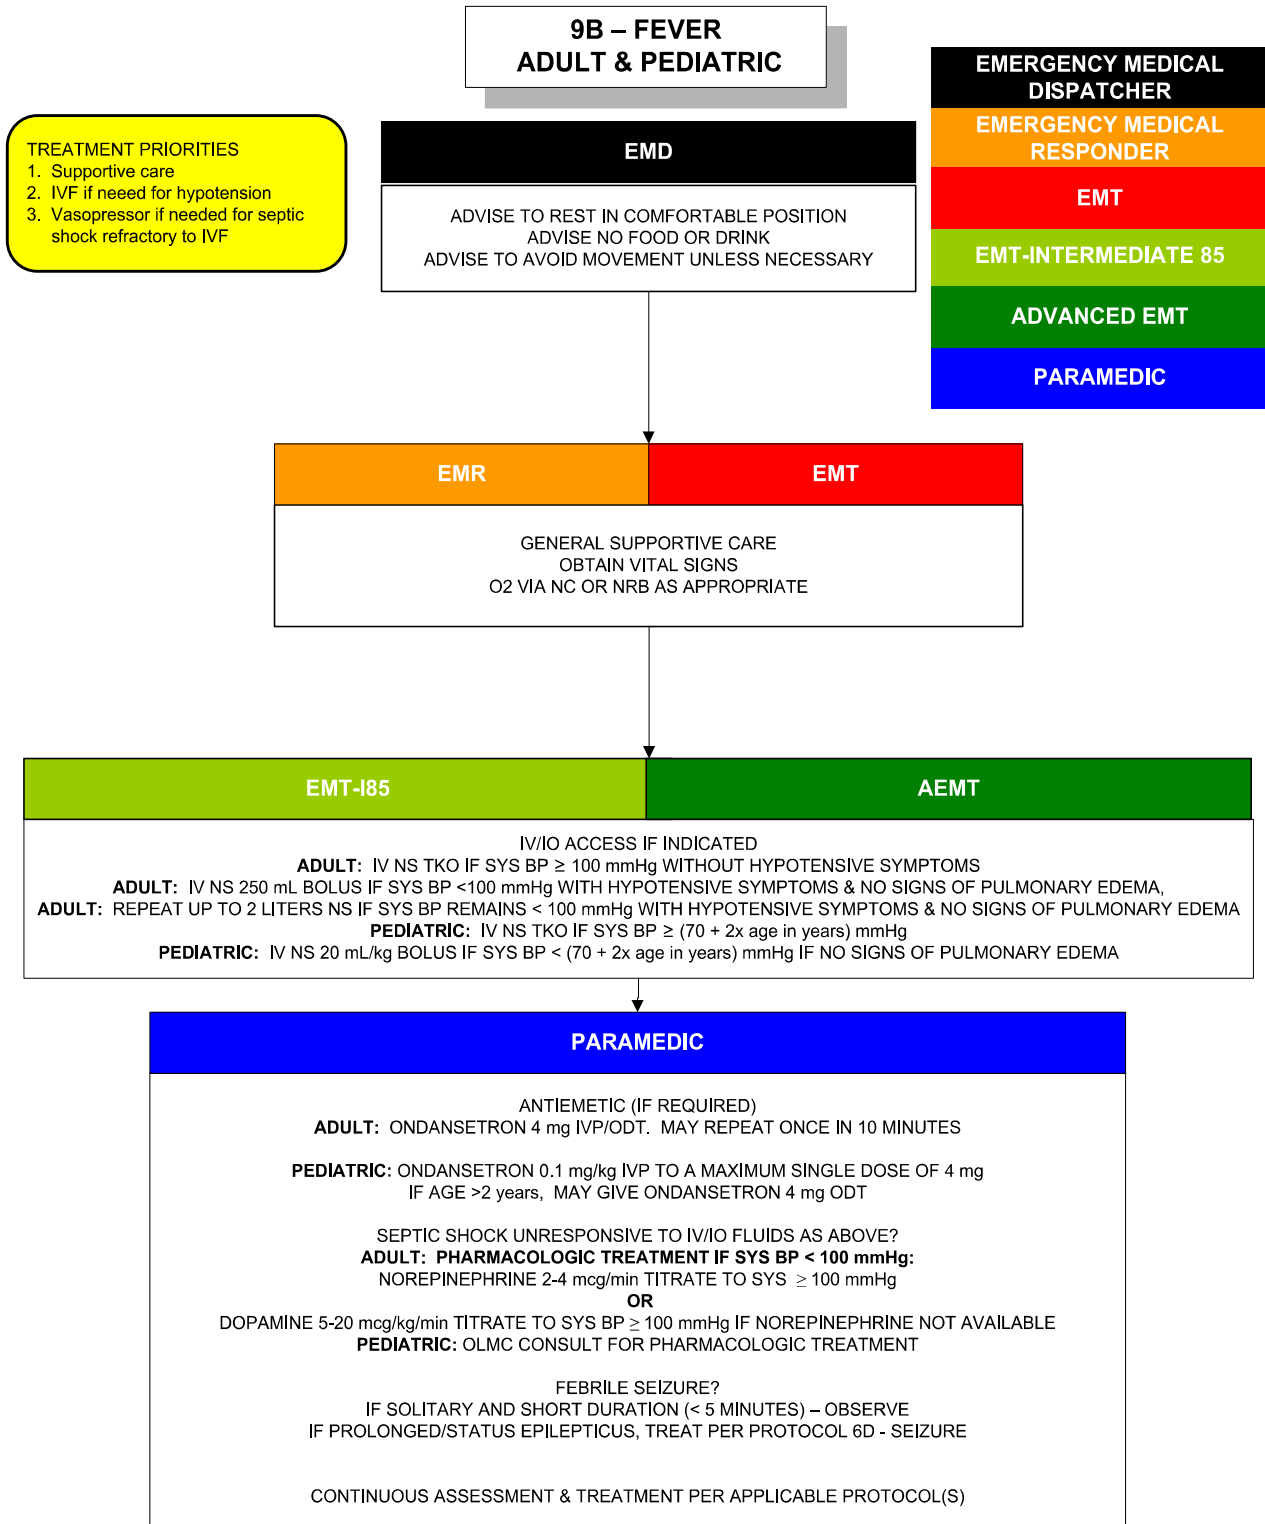 9B – FEVER
ADULT & PEDIATRIC
TREATMENT PRIORITIES
1. Supportive care
2. IVF if neeed for hypotension
3. Vasopressor if needed for septic
shock refractory to IVF
EMERGENCY MEDICAL
DISPATCHER
EMERGENCY MEDICAL
RESPONDER
EMT
EMT-INTERMEDIATE 85
ADVANCED EMT
PARAMEDIC
EMD
ADVISE TO REST IN COMFORTABLE POSITION
ADVISE NO FOOD OR DRINK
ADVISE TO AVOID MOVEMENT UNLESS NECESSARY
EMR
EMT
GENERAL SUPPORTIVE CARE
OBTAIN VITAL SIGNS
O2 VIA NC OR NRB AS APPROPRIATE
EMT-I85
AEMT
IV/IO ACCESS IF INDICATED
ADULT: IV NS TKO IF SYS BP ≥ 100 mmHg WITHOUT HYPOTENSIVE SYMPTOMS
ADULT: IV NS 250 mL BOLUS IF SYS BP <100 mmHg WITH HYPOTENSIVE SYMPTOMS & NO SIGNS OF PULMONARY EDEMA,
ADULT: REPEAT UP TO 2 LITERS NS IF SYS BP REMAINS < 100 mmHg WITH HYPOTENSIVE SYMPTOMS & NO SIGNS OF PULMONARY EDEMA
PEDIATRIC: IV NS TKO IF SYS BP ≥ (70 + 2x age in years) mmHg
PEDIATRIC: IV NS 20 mL/kg BOLUS IF SYS BP < (70 + 2x age in years) mmHg IF NO SIGNS OF PULMONARY EDEMA
PARAMEDIC
ANTIEMETIC (IF REQUIRED)
ADULT: ONDANSETRON 4 mg IVP/ODT. MAY REPEAT ONCE IN 10 MINUTES
PEDIATRIC: ONDANSETRON 0.1 mg/kg IVP TO A MAXIMUM SINGLE DOSE OF 4 mg
IF AGE >2 years, MAY GIVE ONDANSETRON 4 mg ODT
SEPTIC SHOCK UNRESPONSIVE TO IV/IO FLUIDS AS ABOVE?
ADULT: PHARMACOLOGIC TREATMENT IF SYS BP < 100 mmHg:
NOREPINEPHRINE 2-4 mcg/min TITRATE TO SYS ≥ 100 mmHg
OR
DOPAMINE 5-20 mcg/kg/min TITRATE TO SYS BP ≥ 100 mmHg IF NOREPINEPHRINE NOT AVAILABLE
PEDIATRIC: OLMC CONSULT FOR PHARMACOLOGIC TREATMENT
FEBRILE SEIZURE?
IF SOLITARY AND SHORT DURATION (< 5 MINUTES) – OBSERVE
IF PROLONGED/STATUS EPILEPTICUS, TREAT PER PROTOCOL 6D - SEIZURE
CONTINUOUS ASSESSMENT & TREATMENT PER APPLICABLE PROTOCOL(S)